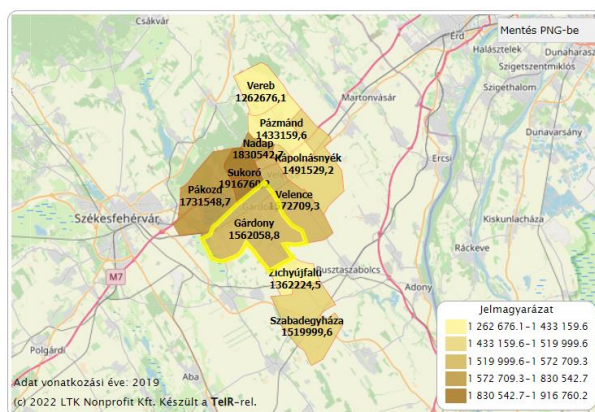 Csákvár
Mentés PNG-be
Érd
Halásztelek
Dunaharaszti
Szigetszentmiklós
Szigethalom
Vereb
1262676,1
Martonvásár
Pázmánd
1433159,6
Dunavarsány
Nadap
1830542,7
Kápolnásnyék
1491529,2
Ercsi
Sukoró
Pákozd
1731548,7
Velence
1572709,3
Székesfehérvár
Gárdony
1562058,8
Kiskunlacháza
Ráckeve
M7
Zichyújfalu
1362224,5
Pusztaszabolcs
Adony
Szabadegyháza
1519999,6
Polgárdi
Aba
Jelmagyarázat
1 262 676.1 - 1 433 159.6
1 433 159.6 - 1 519 999.6
1 519 999.6 - 1 572 709.3
1 572 709.3 - 1 830 542.7
1 830 542.7 - 1 916 760.2
Adat vonatkozási éve: 2019
(c) 2022 LTK Nonprofit Kft. Készült a TeIR-rel.